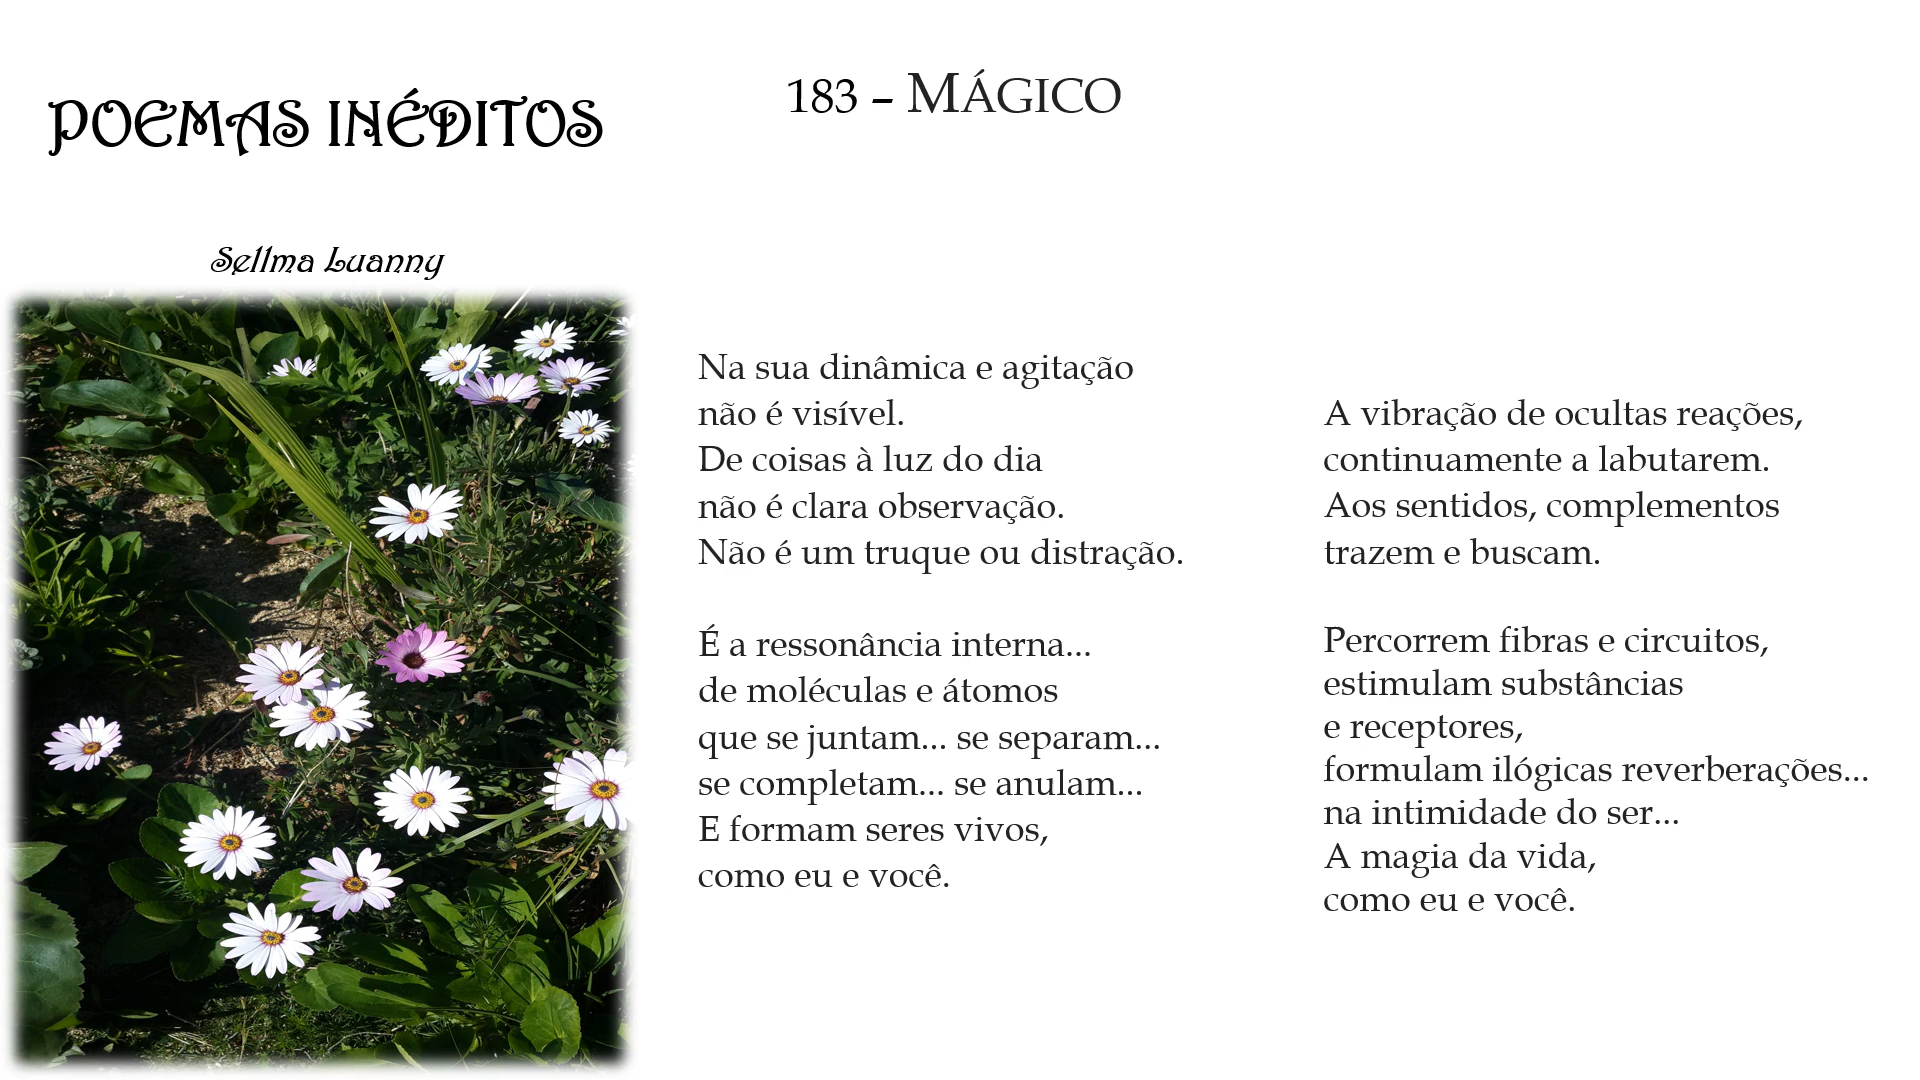 POEMAS INÉDITOS
Sellma Luanny
183 – MÁGICO
Na sua dinâmica e agitação
não é visível.
De coisas à luz do dia
não é clara observação.
Não é um truque ou distração.
É a ressonância interna...
de moléculas e átomos
que se juntam... se separam...
se completam... se anulam...
E formam seres vivos,
como eu e você.
A vibração de ocultas reações,
continuamente a labutarem.
Aos sentidos, complementos
trazem e buscam.
Percorrem fibras e circuitos,
estimulam substâncias
e receptores,
formulam ilógicas reverberações...
na intimidade do ser...
A magia da vida,
como eu e você.